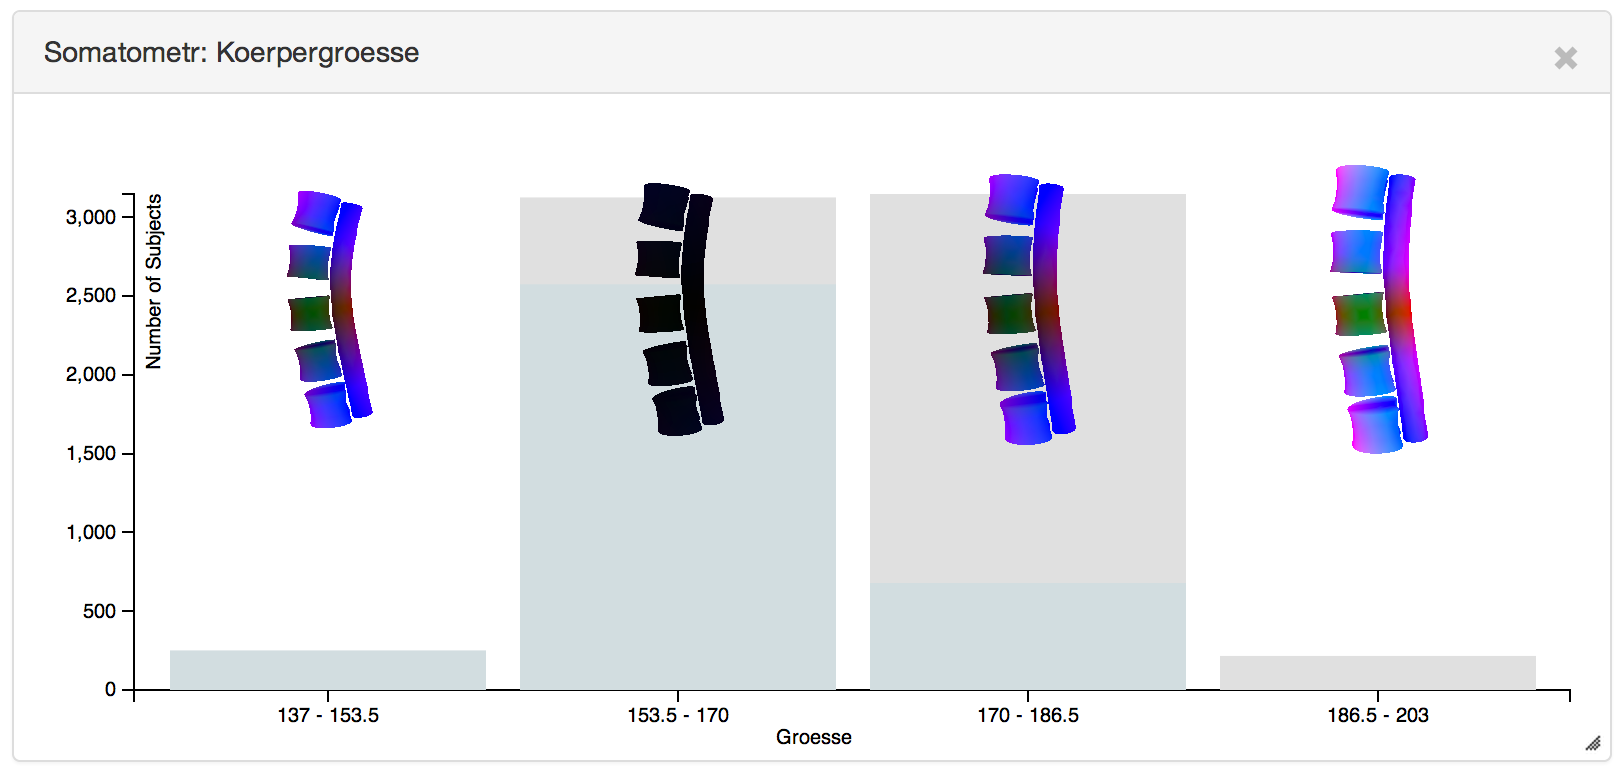 Somatometr: Koerpergroesse
Number of Subjects
3,000
2,500
2,000
1,500
1,000
500
0
137 - 153.5
153.5 - 170
170 - 186.5
186.5 - 203
Groesse